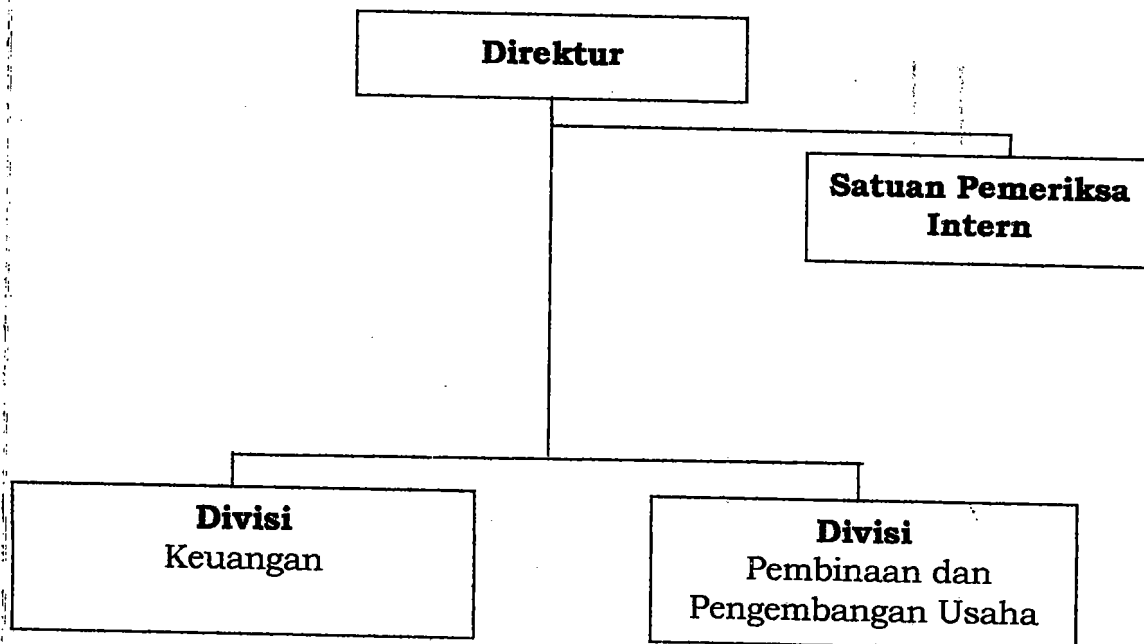 Direktur
Satuan Pemeriksa
Intern
Divisi
Keuangan
Divisi
Pembinaan dan
Pengembangan Usaha